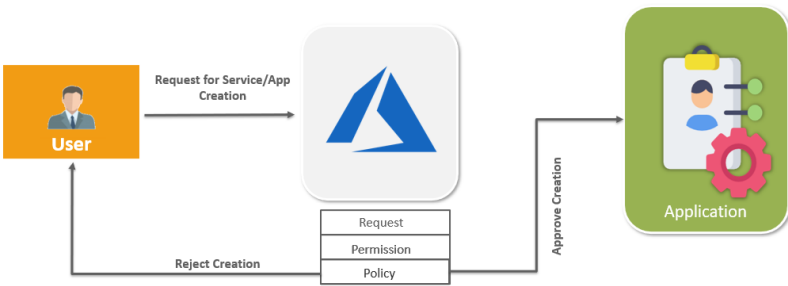 Request for Service/App
Creation
User
Request
Permission
Policy
Reject Creation
Approve Creation
Application